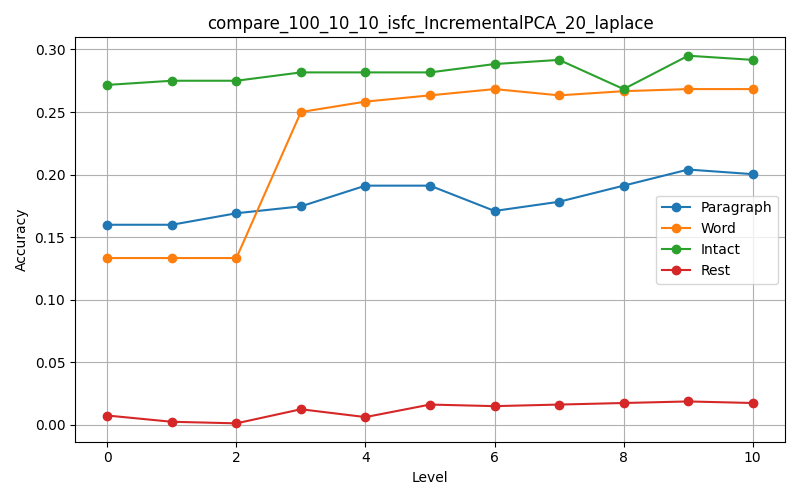 compare_100_10_10_isfc_IncrementalPCA_20_laplace
0.30
0.25
0.20
0.15
0.10
0.05
0.00
Accuracy
Paragraph
Word
Intact
Rest
0 2 4 6 8 10
Level